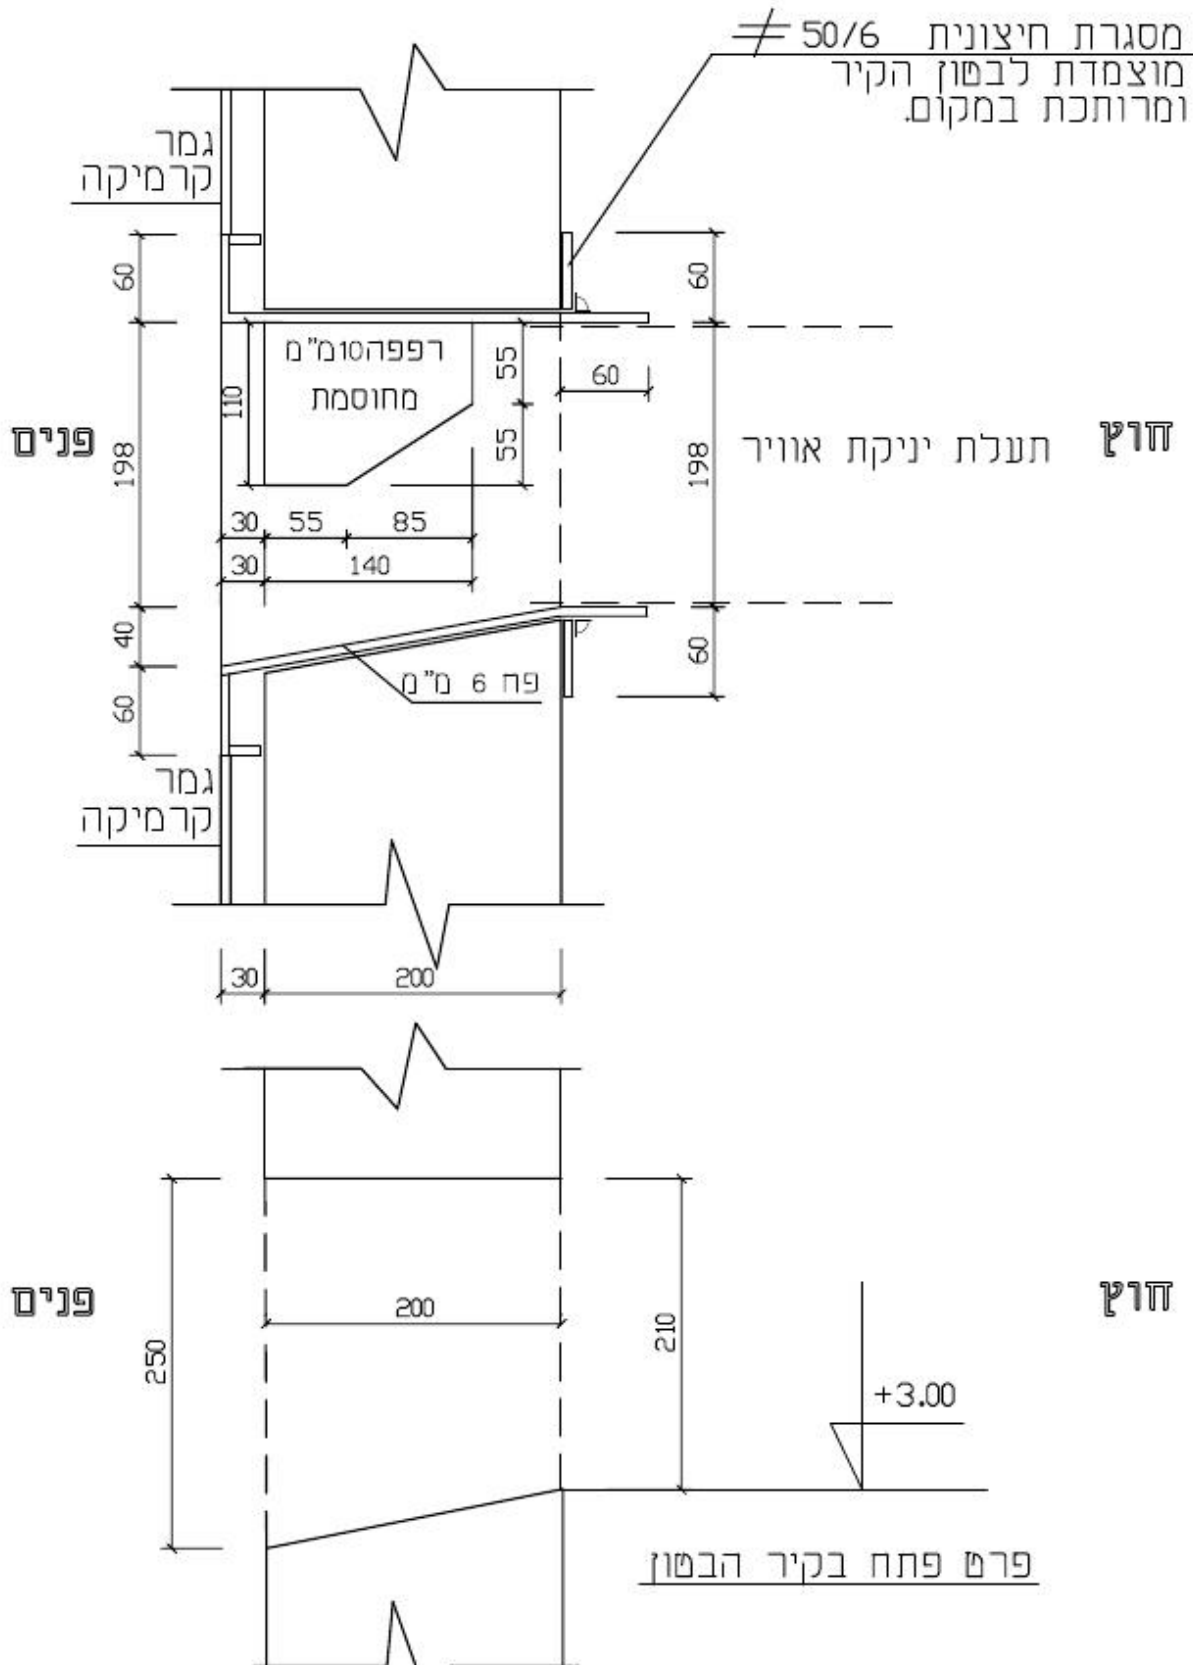 מסגרת חיצונית 50/6
מוצמדת לבטון הקיר
ומרותכת במקום.
גמר
קרמיקה
60
60
רפפה 10מ"מ
מחוסמת
110
55
55
60
פנים
198
198
תעלת יניקת אוויר
חוץ
30
55
85
30
140
40
60
60
פח 6 מ"מ
גמר
קרמיקה
30
200
פנים
250
200
210
חוץ
+3.00
פרט פתח בקיר הבטון